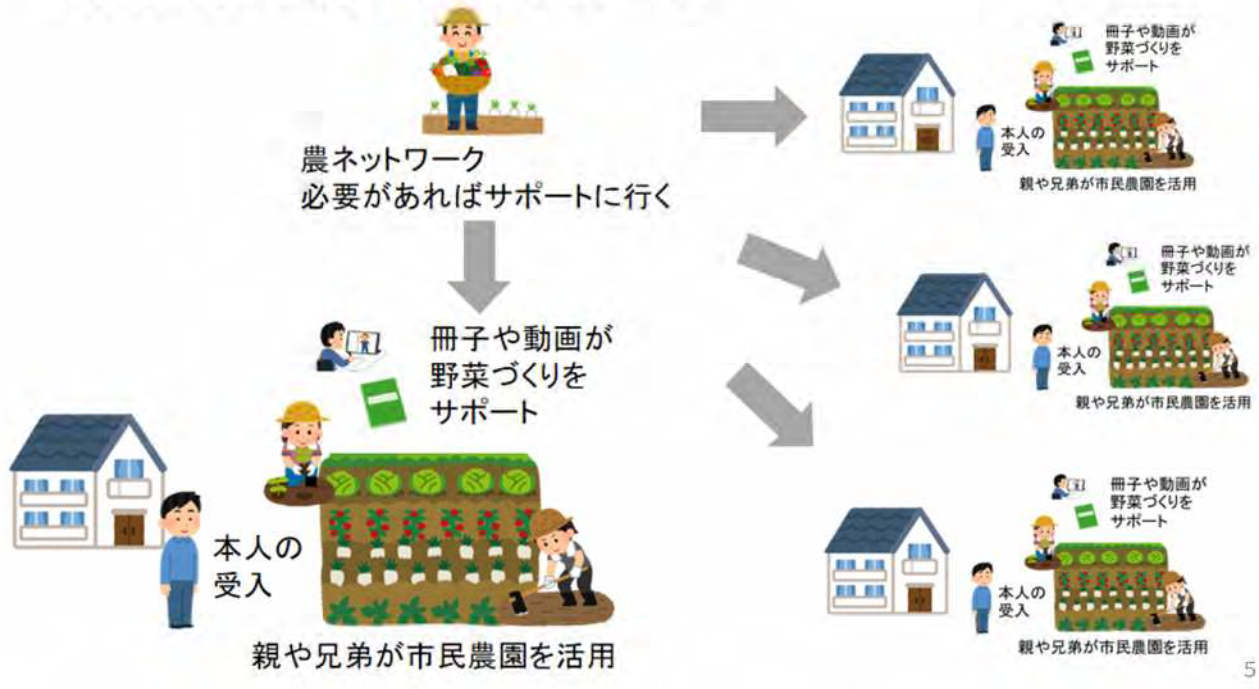 農ネットワーク
必要があればサポートに行く
冊子や動画が
野菜づくりを
サポート
本人の
受入
親や兄弟が市民農園を活用
冊子や動画が
野菜づくりを
サポート
本人の
受入
親や兄弟が市民農園を活用
冊子や動画が
野菜づくりを
サポート
本人の
受入
親や兄弟が市民農園を活用
冊子や動画が
野菜づくりを
サポート
本人の
受入
親や兄弟が市民農園を活用
5